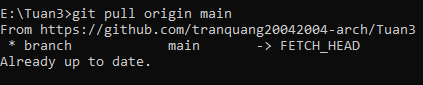 E:\Tuan3>git pull origin main
From https://github.com/tranquang20042004-arch/Tuan3
 * branch            main       -> FETCH_HEAD
Already up to date.